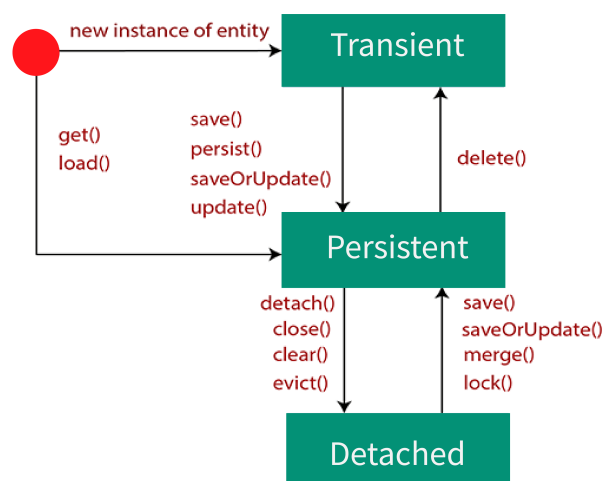 new instance of entity
Transient
get()
load()
save()
persist()
saveOrUpdate()
update()
delete()
Persistent
detach()
close()
clear()
evict()
save()
saveOrUpdate()
merge()
lock()
Detached